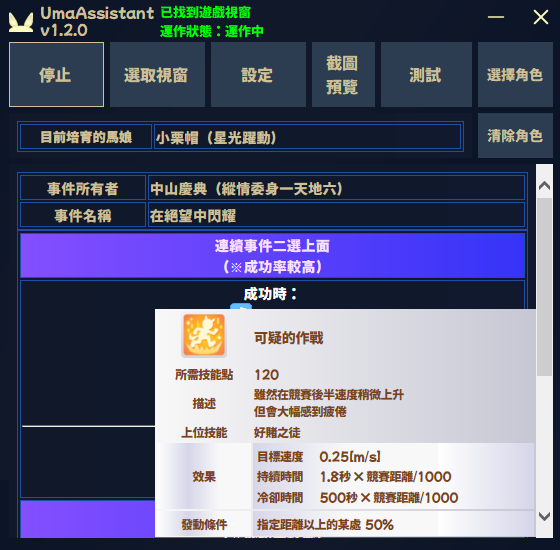 UmaAssistant
v1.2.0
已找到遊戲視窗
運作狀態：運作中
停止
選取視窗
設定
截圖
預覽
測試
選擇角色
目前培育的馬娘
小栗帽（星光躍動）
清除角色
事件所有者
中山慶典（縱情委身一天地六）
事件名稱
在絕望中閃耀
連續事件二選上面
（※成功率較高）
成功時：
可疑的作戰
所需技能點
120
描述
雖然在競賽後半速度稍微上升
但會大幅感到疲倦
上位技能
好賭之徒
效果
目標速度 0.25[m/s]
持續時間 1.8秒 × 競賽距離/1000
冷卻時間 500秒 × 競賽距離/1000
發動條件
指定距離以上的某處 50%